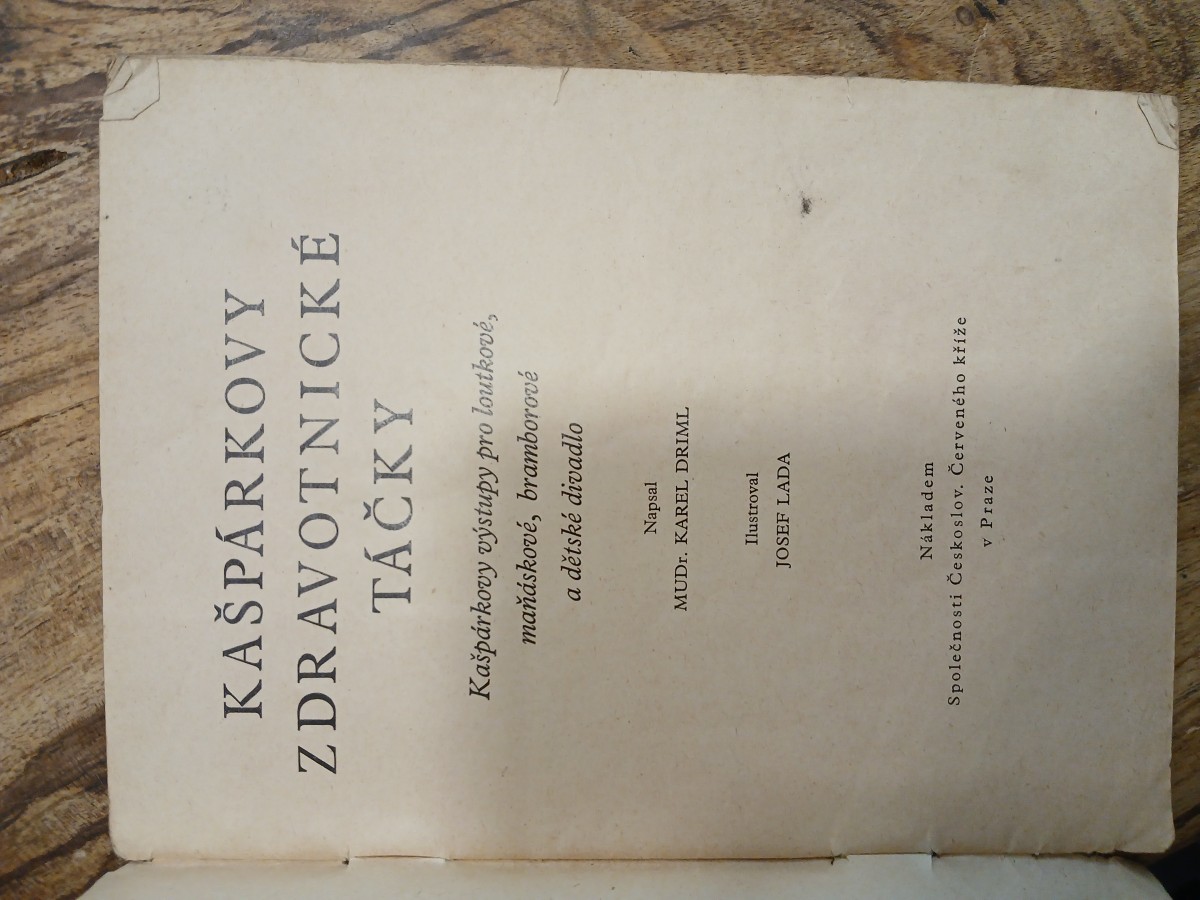 KAŠPÁRKOVY
ZDRAVOTNICKÉ
TÁČKY
Kašpárkovy výstupy pro loutkové,
maňáskové, bramborové
a dětské divadlo
Napsal
MUDr. KAREL DRIML
Ilustroval
JOSEF LADA
Nákladem
Společnosti Českoslov. Červeného kříže
v Praze